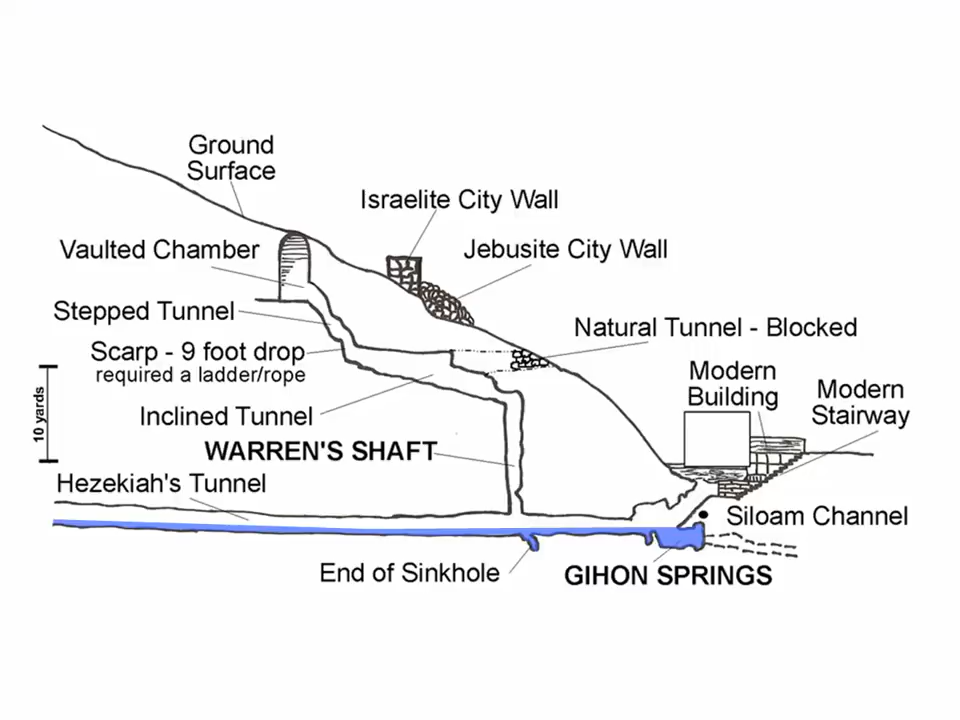 Ground
Surface
Israelite City Wall
Vaulted Chamber
Jebusite City Wall
Stepped Tunnel
Natural Tunnel - Blocked
Scarp - 9 foot drop
required a ladder/rope
Modern
Building
Modern
Stairway
10 yards
Inclined Tunnel
WARREN'S SHAFT
Hezekiah's Tunnel
Siloam Channel
End of Sinkhole
GIHON SPRINGS